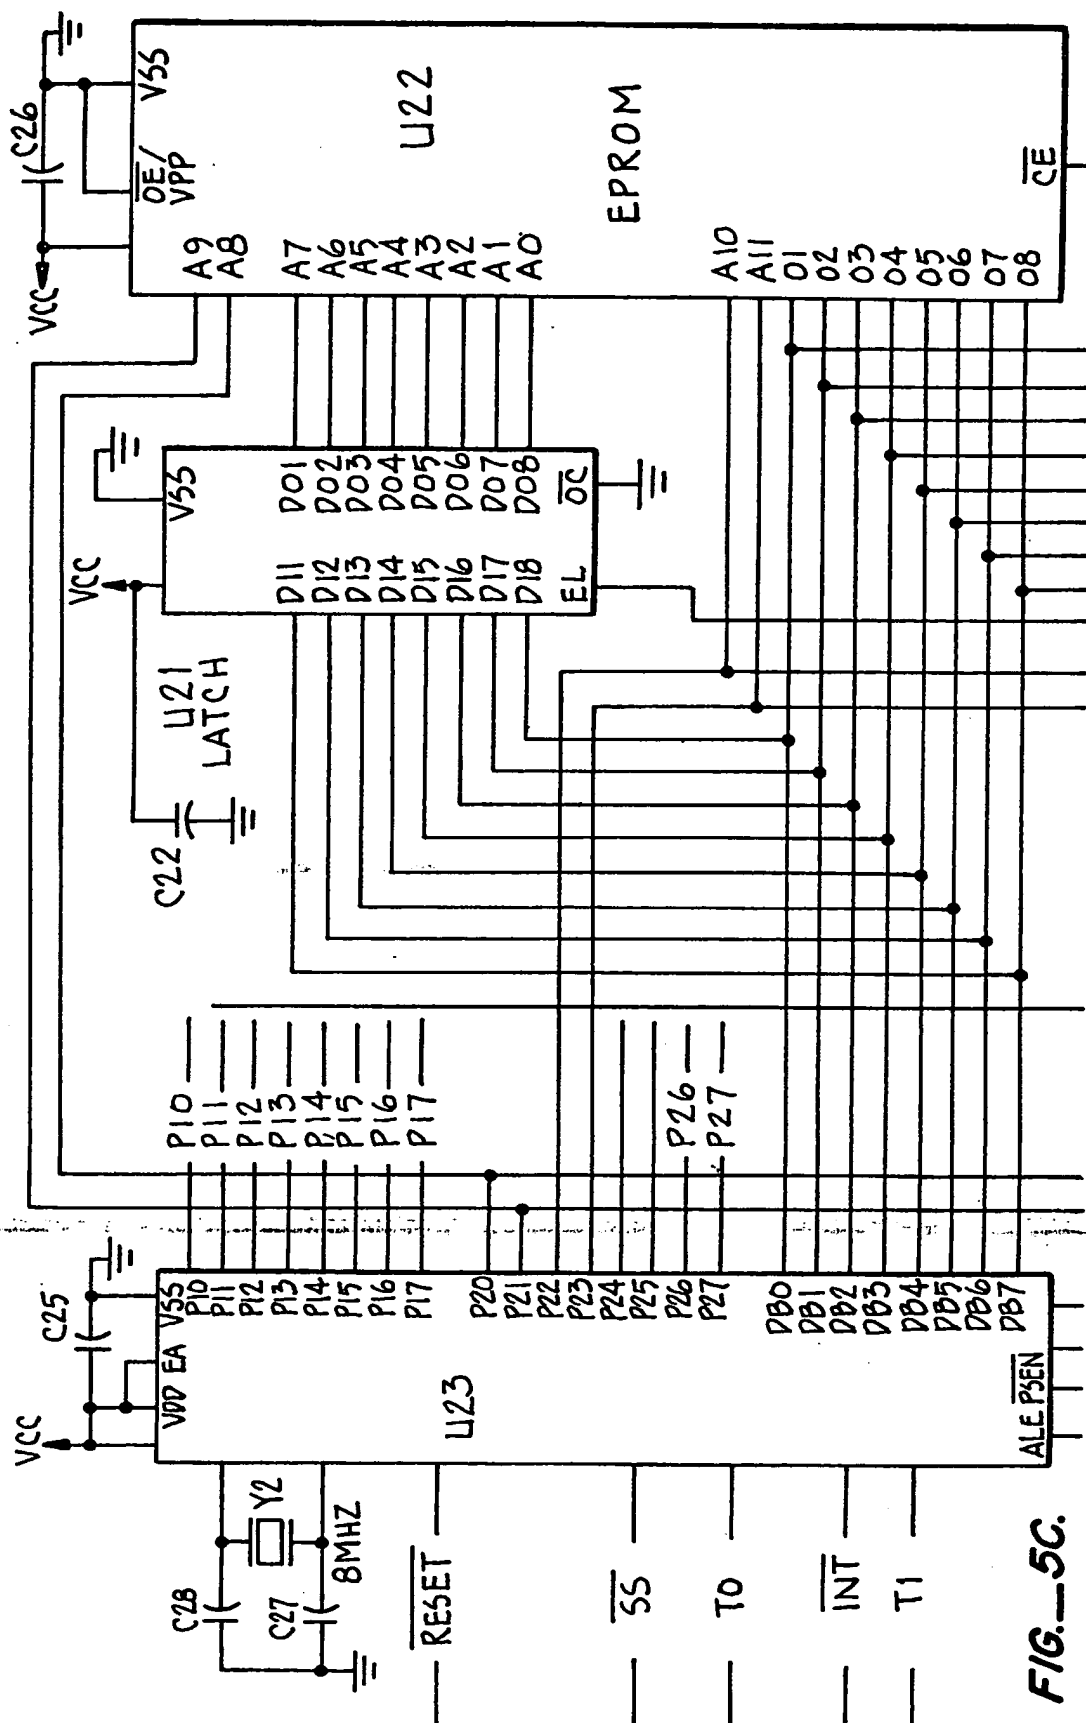 VCC
C26
VSS
OE/
VPP
U22
EPROM
CE
A9
A8
A7
A6
A5
A4
A3
A2
A1
A0
A10
A11
O1
O2
O3
O4
O5
O6
O7
O8
VCC
VSS
U21
LATCH
C22
DO1
DO2
DO3
DO4
DO5
DO6
DO7
DO8
OC
DI1
DI2
DI3
DI4
DI5
DI6
DI7
DI8
EL
P10
P11
P12
P13
P14
P15
P16
P17
P26
P27
VCC
C25
VDD
EA
VSS
P10
P11
P12
P13
P14
P15
P16
P17
P20
P21
P22
P23
P24
P25
P26
P27
DB0
DB1
DB2
DB3
DB4
DB5
DB6
DB7
U23
ALE
PSEN
C28
C27
Y2
8MHZ
RESET
SS
T0
INT
T1
FIG._5C.